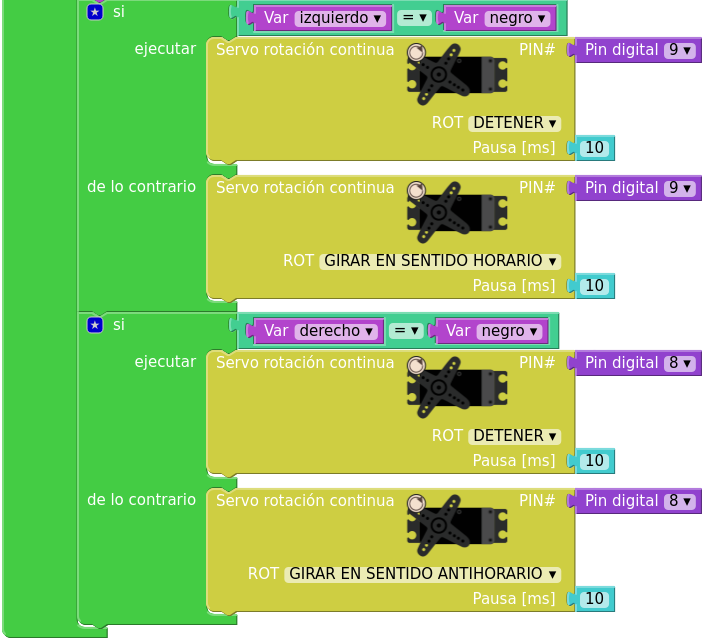 si Var izquierdo ▾ = ▾ Var negro ▾
ejecutar Servo rotación continua PIN# Pin digital 9 ▾
ROT DETENER ▾
Pausa [ms] 10
de lo contrario Servo rotación continua PIN# Pin digital 9 ▾
ROT GIRAR EN SENTIDO HORARIO ▾
Pausa [ms] 10
si Var derecho ▾ = ▾ Var negro ▾
ejecutar Servo rotación continua PIN# Pin digital 8 ▾
ROT DETENER ▾
Pausa [ms] 10
de lo contrario Servo rotación continua PIN# Pin digital 8 ▾
ROT GIRAR EN SENTIDO ANTIHORARIO ▾
Pausa [ms] 10